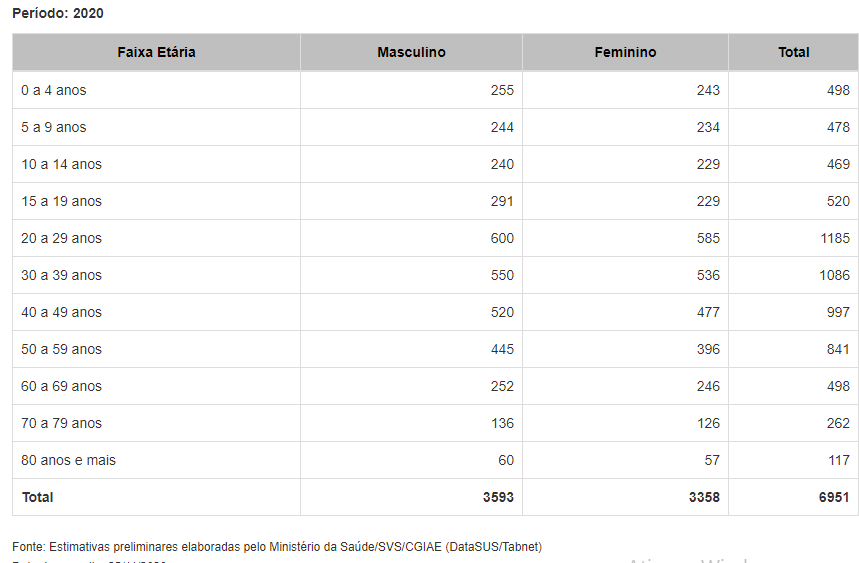 Período: 2020
Faixa Etária Masculino Feminino Total
0 a 4 anos 255 243 498
5 a 9 anos 244 234 478
10 a 14 anos 240 229 469
15 a 19 anos 291 229 520
20 a 29 anos 600 585 1185
30 a 39 anos 550 536 1086
40 a 49 anos 520 477 997
50 a 59 anos 445 396 841
60 a 69 anos 252 246 498
70 a 79 anos 136 126 262
80 anos e mais 60 57 117
Total 3593 3358 6951
Fonte: Estimativas preliminares elaboradas pelo Ministério da Saúde/SVS/CGIAE (DataSUS/Tabnet)